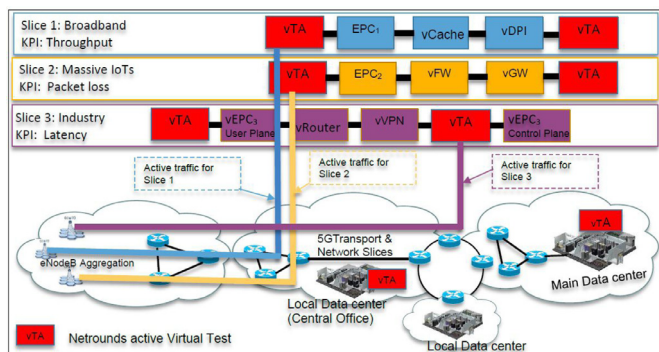 Slice 1: Broadband
KPI: Throughput
vTA
EPC1
vCache
vDPI
vTA
Slice 2: Massive IoTs
KPI: Packet loss
vTA
EPC2
vFW
vGW
vTA
Slice 3: Industry
KPI: Latency
vTA
vEPC3
User Plane
vRouter
vVPN
vTA
vEPC3
Control Plane
Active traffic for
Slice 1
Active traffic for
Slice 2
Active traffic for
Slice 3
eNodeB Aggregation
5GTransport &
Network Slices
vTA
Local Data center
(Central Office)
vTA
Main Data center
Local Data center
vTA
Netrounds active Virtual Test